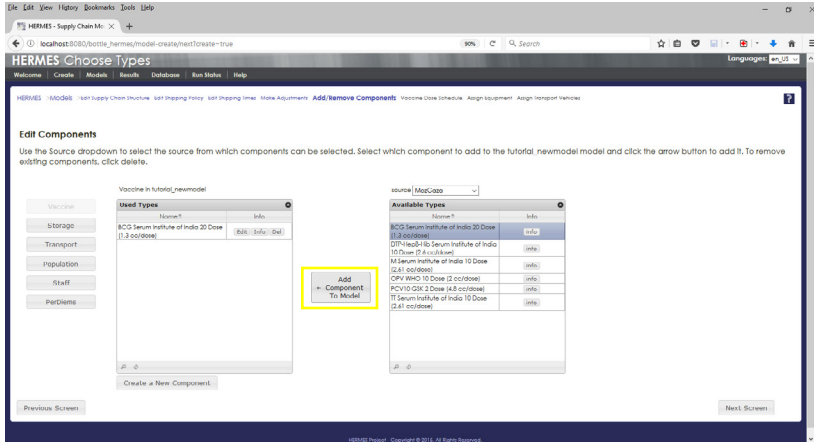 File Edit View History Bookmarks Tools Help
HERMES - Supply Chain Mo × +
localhost:8080/bottle_hermes/model-create/next?create=true 90% Search
HERMES Choose Types
Languages: en_US
Welcome Create Models Results Database Run Status Help
HERMES Models Edit Supply Chain Structure Edit Shipping Policy Edit Shipping Times Make Adjustments Add/Remove Components Vaccine Dose Schedule Assign Equipment Assign Transport Vehicles ?
Edit Components
Use the Source dropdown to select the source from which components can be selected. Select which component to add to the tutorial_newmodel model and click the arrow button to add it. To remove
existing components, click delete.
Vaccine in tutorial_newmodel
source MozGaza
Vaccine
Storage
Transport
Population
Staff
PerDiems
Used Types
Name Info
BCG Serum Institute of India 20 Dose
(1.3 cc/dose)
Edit Info Del
Add
← Component
To Model
Available Types
Name Info
BCG Serum Institute of India 20 Dose
(1.3 cc/dose)
Info
DTP-HepB-Hib Serum Institute of India
10 Dose (2.6 cc/dose)
Info
M Serum Institute of India 10 Dose
(2.61 cc/dose)
Info
OPV WHO 10 Dose (2 cc/dose) Info
PCV10 GSK 2 Dose (4.8 cc/dose) Info
TT Serum Institute of India 10 Dose
(2.61 cc/dose)
Info
Create a New Component
Previous Screen
Next Screen
HERMES Project Copyright © 2015, All Rights Reserved.